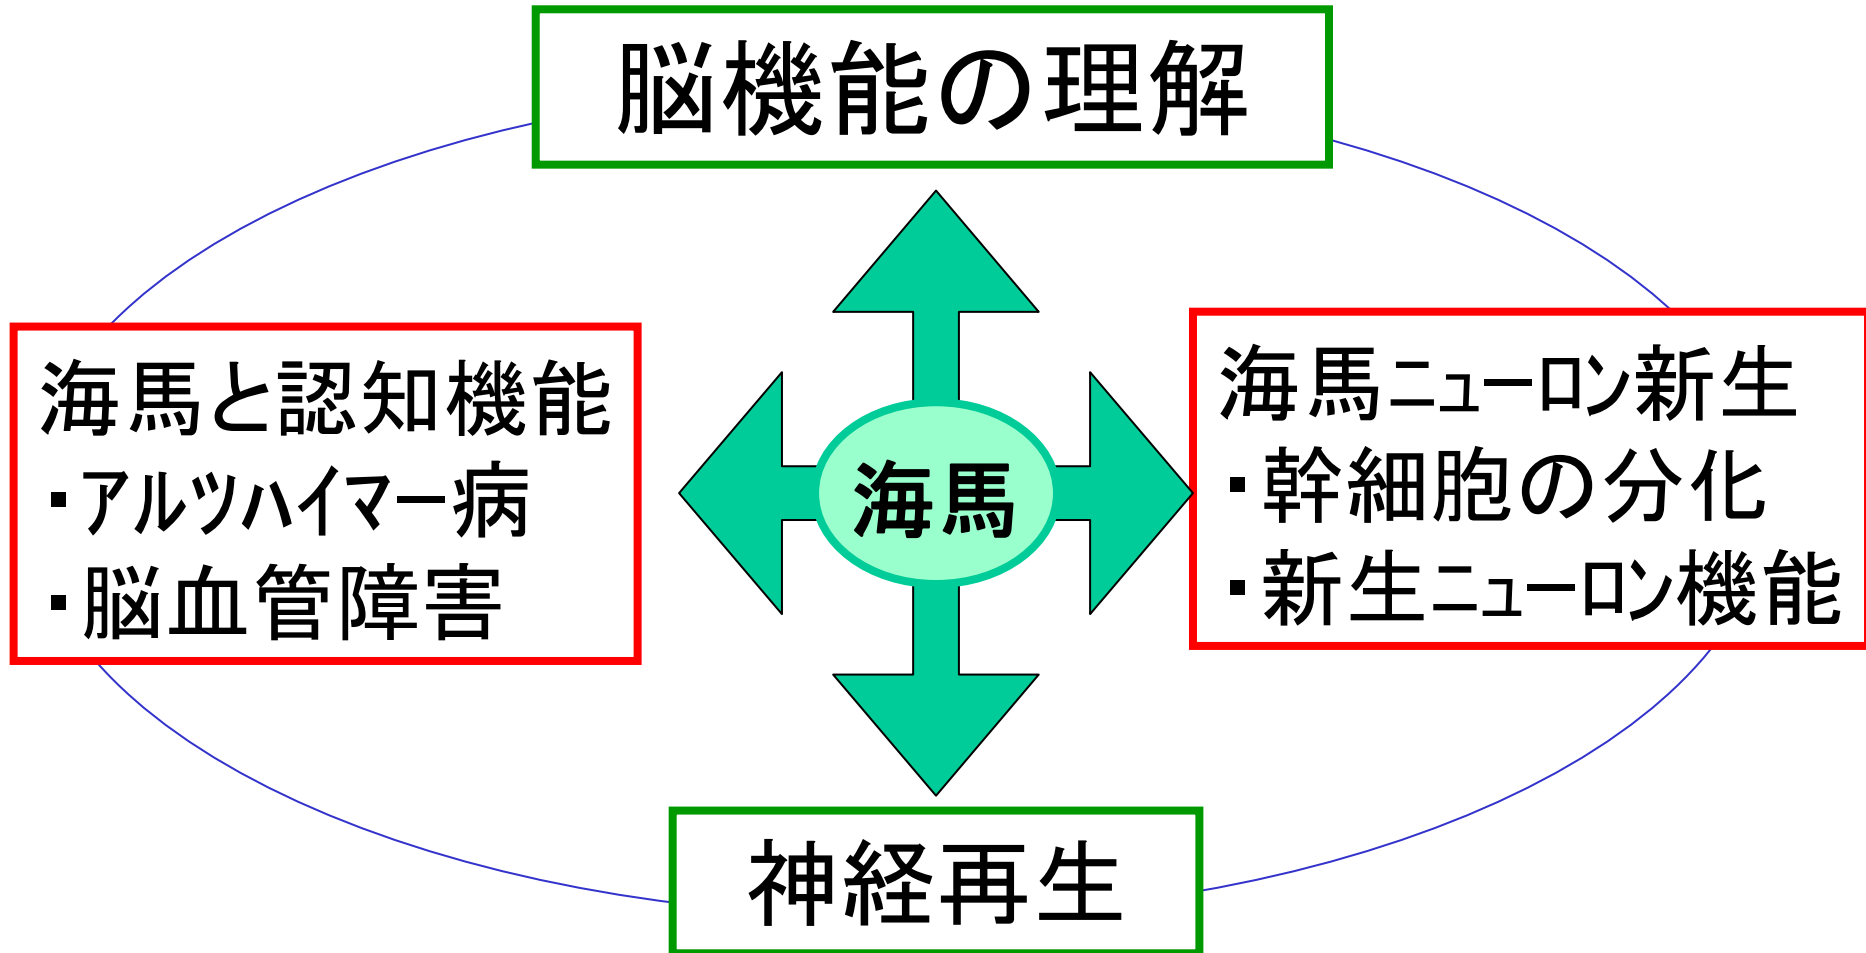 脳機能の理解
海馬と認知機能
・アルツハイマー病
・脳血管障害
海馬
海馬ニューロン新生
・幹細胞の分化
・新生ニューロン機能
神経再生